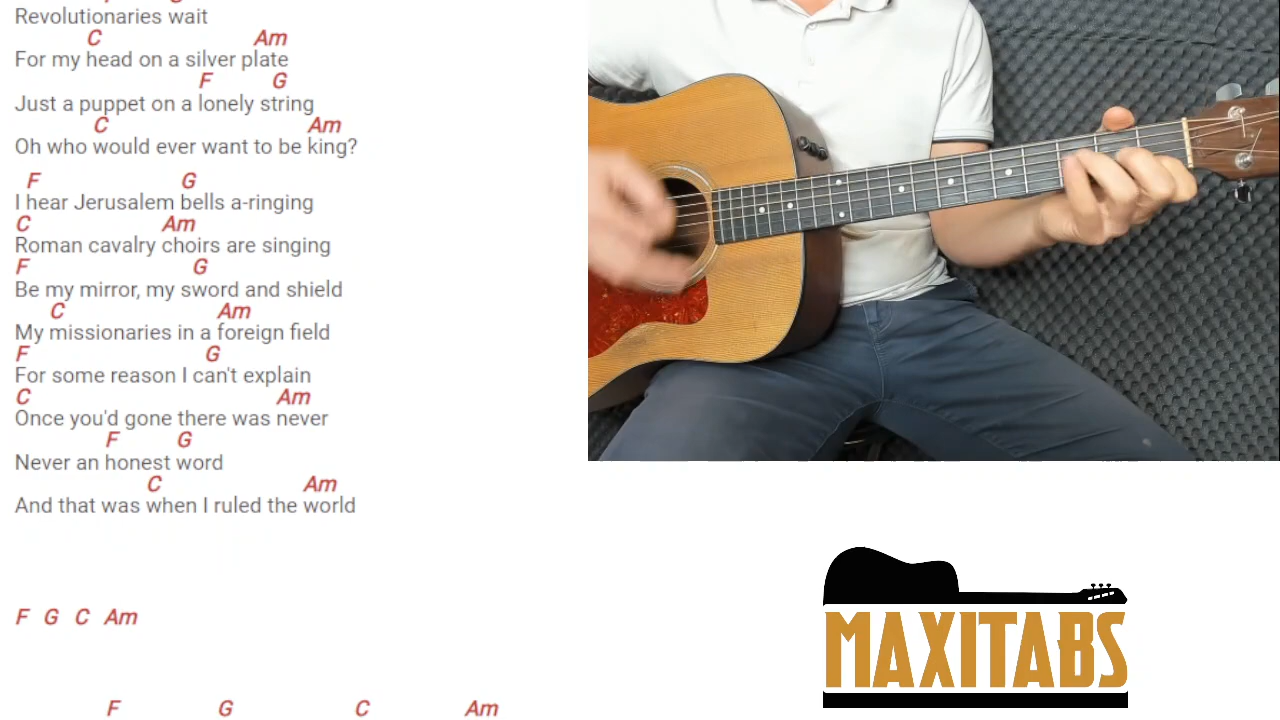 Revolutionaries wait
C Am
For my head on a silver plate
F G
Just a puppet on a lonely string
C Am
Oh who would ever want to be king?
F G
I hear Jerusalem bells a-ringing
C Am
Roman cavalry choirs are singing
F G
Be my mirror, my sword and shield
C Am
My missionaries in a foreign field
F G
For some reason I can't explain
C Am
Once you'd gone there was never
F G
Never an honest word
C Am
And that was when I ruled the world
F G C Am
F G C Am
MAXITABS